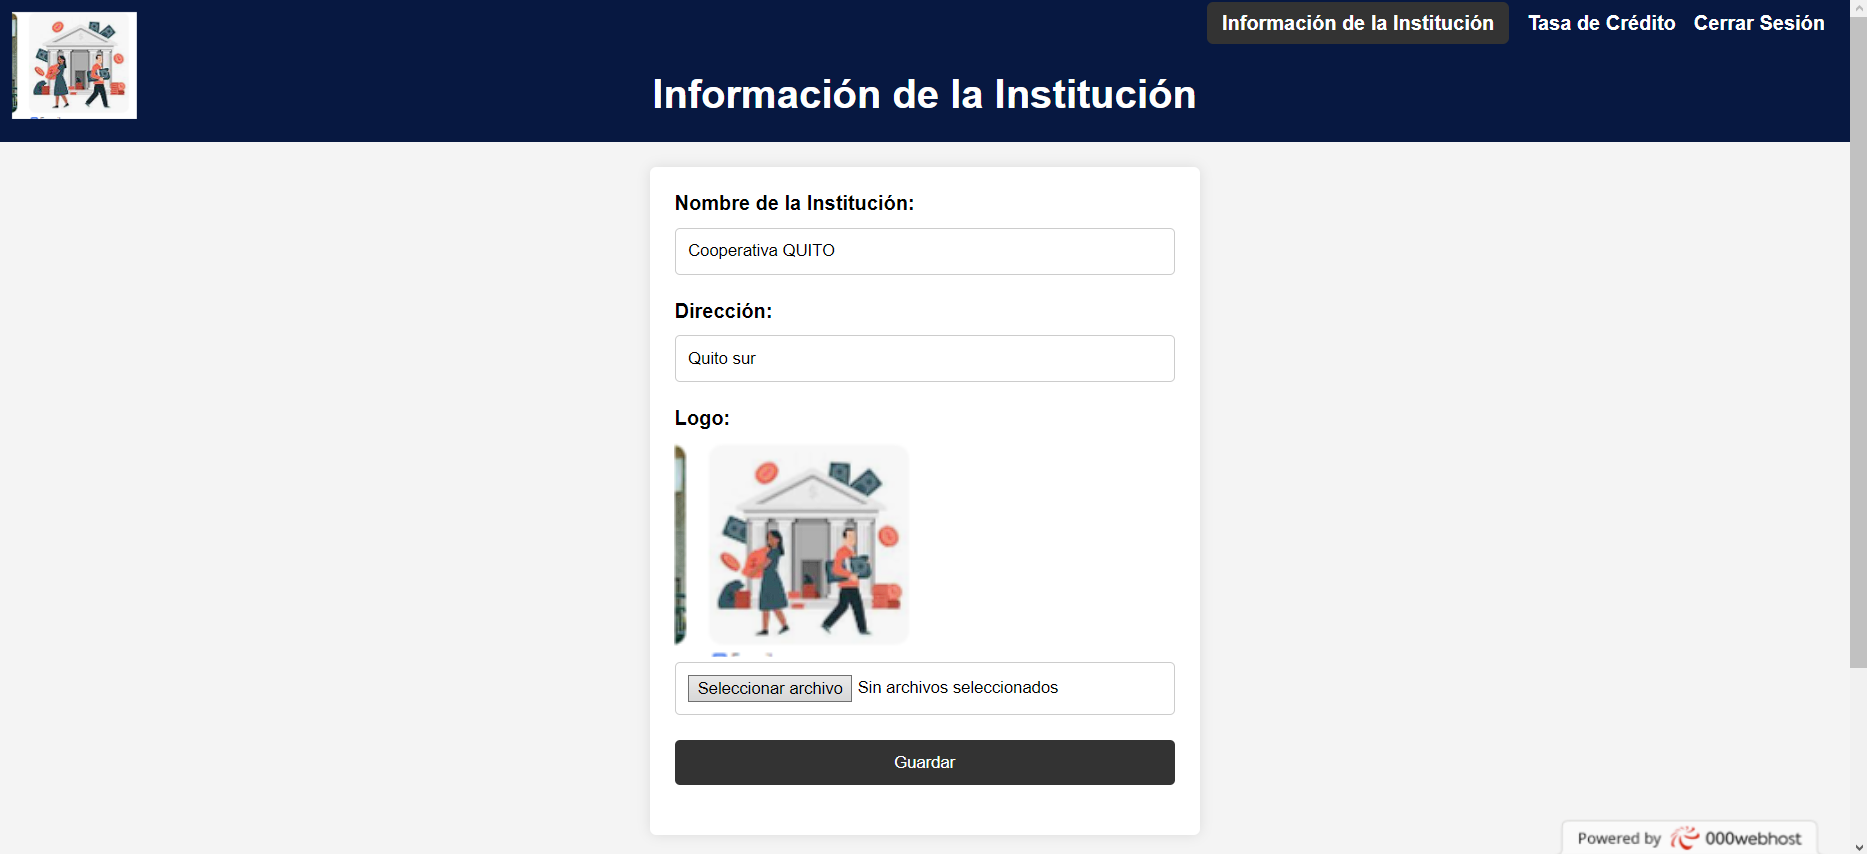 Información de la Institución
Tasa de Crédito
Cerrar Sesión
Información de la Institución
Nombre de la Institución:
Cooperativa QUITO
Dirección:
Quito sur
Logo:
Seleccionar archivo Sin archivos seleccionados
Guardar
Powered by 000webhost